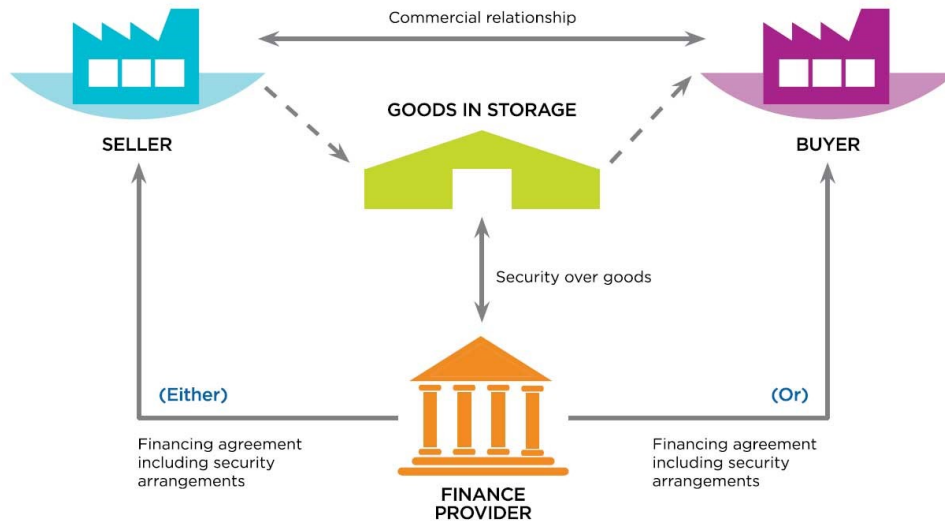 Commercial relationship
GOODS IN STORAGE
SELLER
BUYER
Security over goods
(Either)
(Or)
Financing agreement
including security
arrangements
Financing agreement
including security
arrangements
FINANCE
PROVIDER